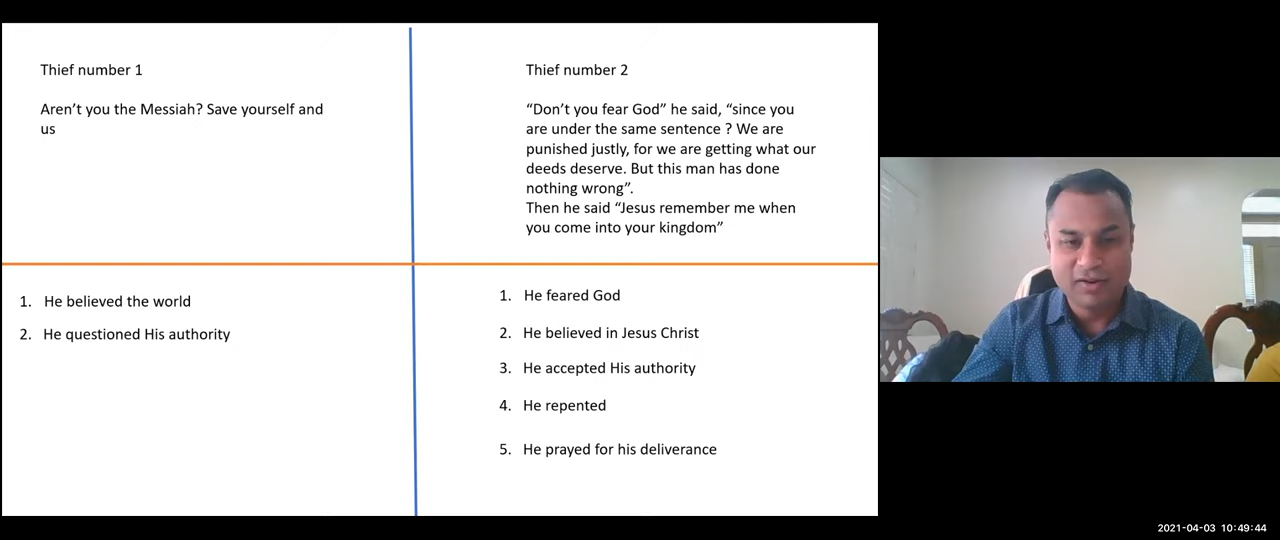 Thief number 1
Aren’t you the Messiah? Save yourself and
us
Thief number 2
“Don’t you fear God” he said, “since you
are under the same sentence ? We are
punished justly, for we are getting what our
deeds deserve. But this man has done
nothing wrong”.
Then he said “Jesus remember me when
you come into your kingdom”
1. He believed the world
2. He questioned His authority
1. He feared God
2. He believed in Jesus Christ
3. He accepted His authority
4. He repented
5. He prayed for his deliverance
2021-04-03 10:49:44